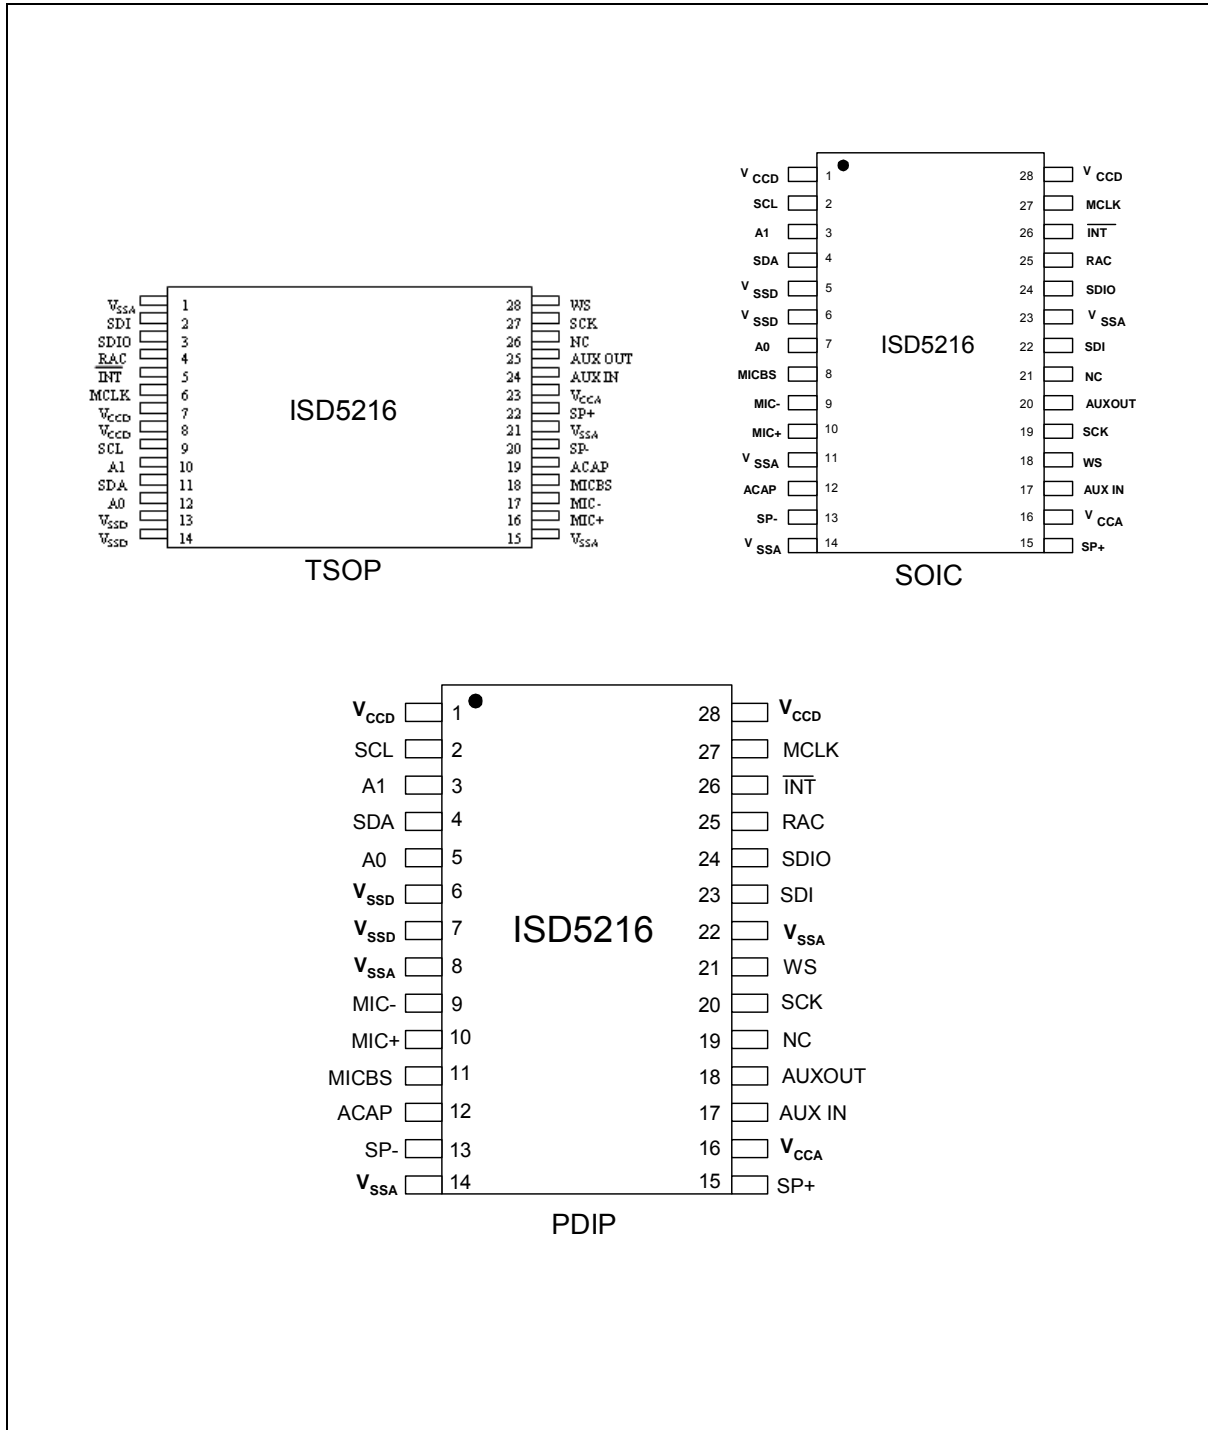 V SSA 1 28 WS
SDI 2 27 SCK
SDIO 3 26 NC
RAC 4 25 AUX OUT
INT 5 24 AUX IN
MCLK 6 23 VCCA
VCCD 7 22 SP+
VCCD 8 21 VSSA
SCL 9 20 SP-
A1 10 19 ACAP
SDA 11 18 MICBS
A0 12 17 MIC-
VSSD 13 16 MIC+
VSSD 14 15 VSSA
ISD5216
TSOP
V CCD 1 28 V CCD
SCL 2 27 MCLK
A1 3 26 INT
SDA 4 25 RAC
V SSD 5 24 SDIO
V SSD 6 23 V SSA
A0 7 22 SDI
MICBS 8 21 NC
MIC- 9 20 AUXOUT
MIC+ 10 19 SCK
V SSA 11 18 WS
ACAP 12 17 AUX IN
SP- 13 16 V CCA
V SSA 14 15 SP+
ISD5216
SOIC
VCCD 1 28 VCCD
SCL 2 27 MCLK
A1 3 26 INT
SDA 4 25 RAC
A0 5 24 SDIO
VSSD 6 23 SDI
VSSD 7 22 VSSA
VSSA 8 21 WS
MIC- 9 20 SCK
MIC+ 10 19 NC
MICBS 11 18 AUXOUT
ACAP 12 17 AUX IN
SP- 13 16 VCCA
VSSA 14 15 SP+
ISD5216
PDIP